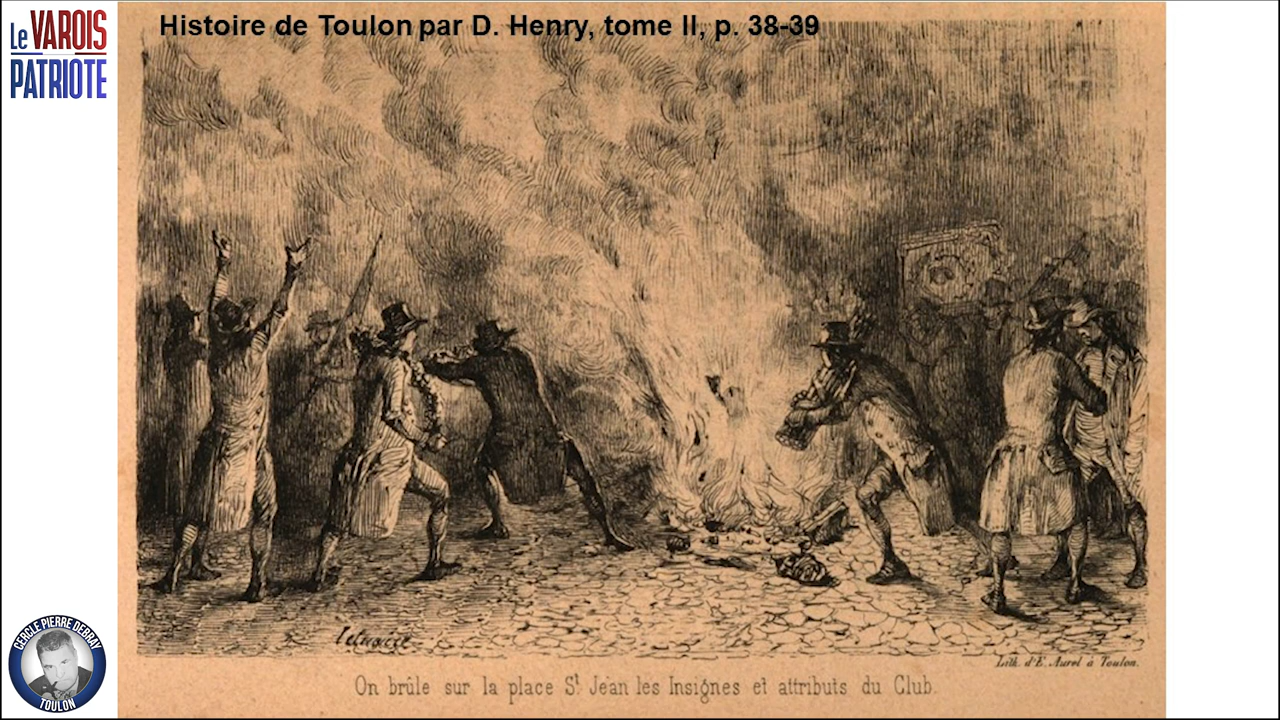 Le VAROIS
PATRIOTE
Histoire de Toulon par D. Henry, tome II, p. 38-39
Lith. d'E. Aurel à Toulon.
On brûle sur la place St. Jean les Insignes et attributs du Club.
CERCLE PIERRE DEBRAY
TOULON